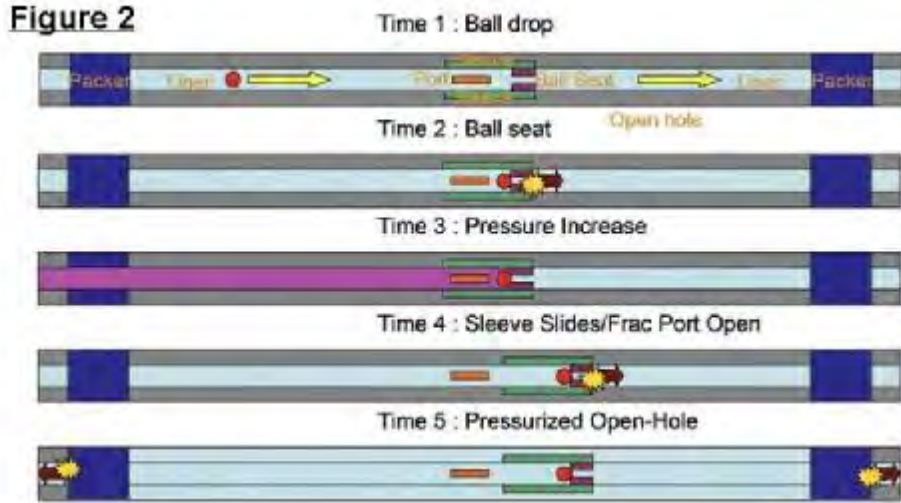 Figure 2
Time 1 : Ball drop
Packer Liner Port Ball Seat Liner Packer
Open hole
Time 2 : Ball seat
Time 3 : Pressure Increase
Time 4 : Sleeve Slides/Frac Port Open
Time 5 : Pressurized Open-Hole